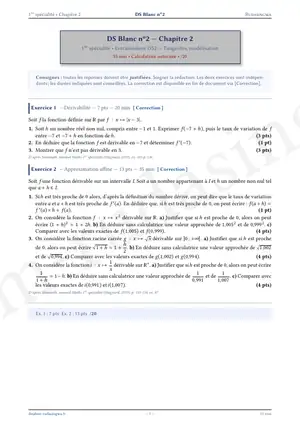 1ʳᵉ spécialité • Chapitre 2
DS Blanc n°2
DS Blanc n°2 — Chapitre 2
55 min • Calculatrice autorisée • /20
Consignes : toutes les réponses doivent être justifiées. Soigner la rédaction. Les deux exercices sont indépendants; les durées indiquées sont conseillées. La correction est disponible en fin de document via [Correction].
Exercice 1 – Dérivabilité — 7 pts — 20 min [Correction]
Soit f la fonction définie sur ℝ par f : x ↦ |x − 3|.
1. Soit h un nombre réel non nul, compris entre −1 et 1. Exprimer f(−7 + h), puis le taux de variation de f
entre −7 et −7 + h en fonction de h. (3 pts)
2. En déduire que la fonction f est dérivable en −7 et déterminer f′(−7). (1 pt)
3. Montrer que f n'est pas dérivable en 3. (3 pts)
Exercice 2 – Approximation affine — 13 pts — 35 min [Correction]
Soit f une fonction dérivable sur un intervalle I. Soit a un nombre appartenant à I et h un nombre non nul tel
que a + h ∈ I.
1. Si h est très proche de 0 alors, d'après la définition du nombre dérivé, on peut dire que le taux de variation
entre a et a + h est très proche de f′(a). En déduire que, si h est très proche de 0, on peut écrire : f(a + h) ≈
f′(a) × h + f(a). (1 pt)
2. On considère la fonction f : x ↦ x² dérivable sur ℝ. a) Justifier que si h est proche de 0, alors on peut
écrire (1 + h)² ≈ 1 + 2h. b) En déduire sans calculatrice une valeur approchée de 1,005² et de 0,999². c)
Comparer avec les valeurs exactes de f(1,005) et f(0,999). (4 pts)
3. On considère la fonction racine carrée g : x ↦ √x dérivable sur ]0 ; +∞[. a) Justifier que si h est proche
de 0, alors on peut écrire √(1 + h) ≈ 1 + h/2. b) En déduire sans calculatrice une valeur approchée de √1,002
et de √0,994. c) Comparer avec les valeurs exactes de g(1,002) et g(0,994). (4 pts)
4. On considère la fonction i : x ↦ 1/x dérivable sur ℝ*. a) Justifier que si h est proche de 0, alors on peut écrire
1/(1 + h) ≈ 1 − h. b) En déduire sans calculatrice une valeur approchée de 1/0,991 et de 1/1,007. c) Comparer avec
les valeurs exactes de i(0,991) et i(1,007). (4 pts)
Ex. 1 : 7 pts Ex. 2 : 13 pts /20
– 1 –
55 min